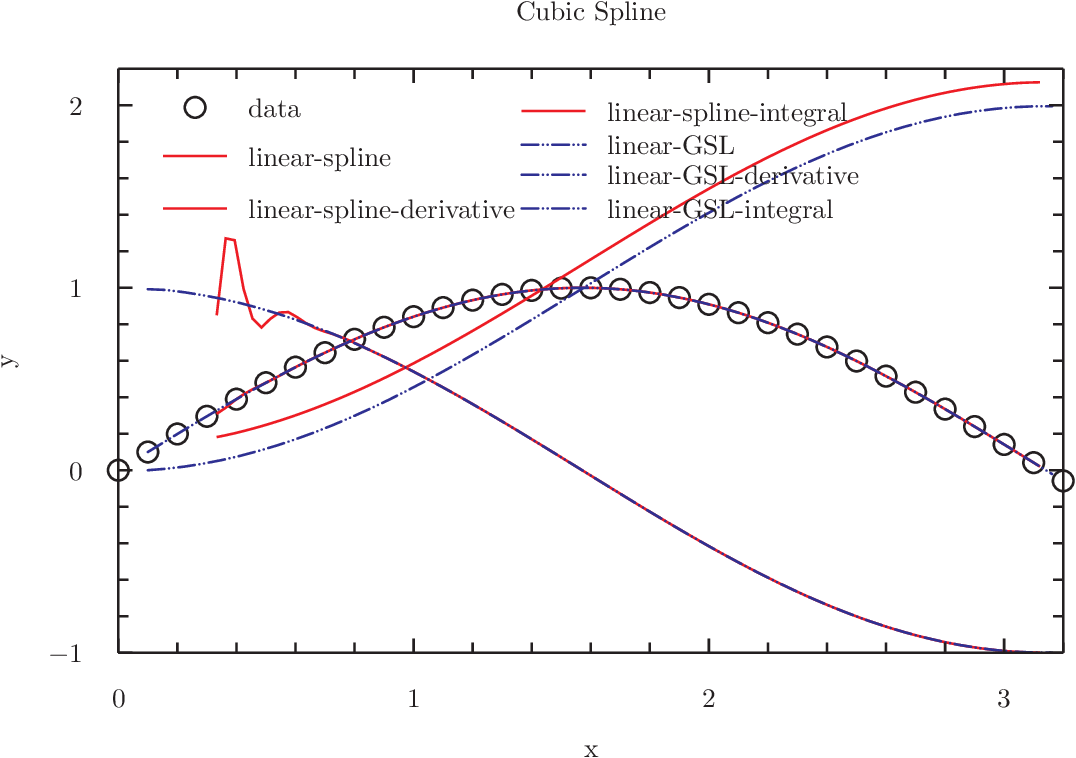 Cubic Spline
data
linear-spline
linear-spline-derivative
linear-spline-integral
linear-GSL
linear-GSL-derivative
linear-GSL-integral
y
2
1
0
−1
0 1 2 3
x